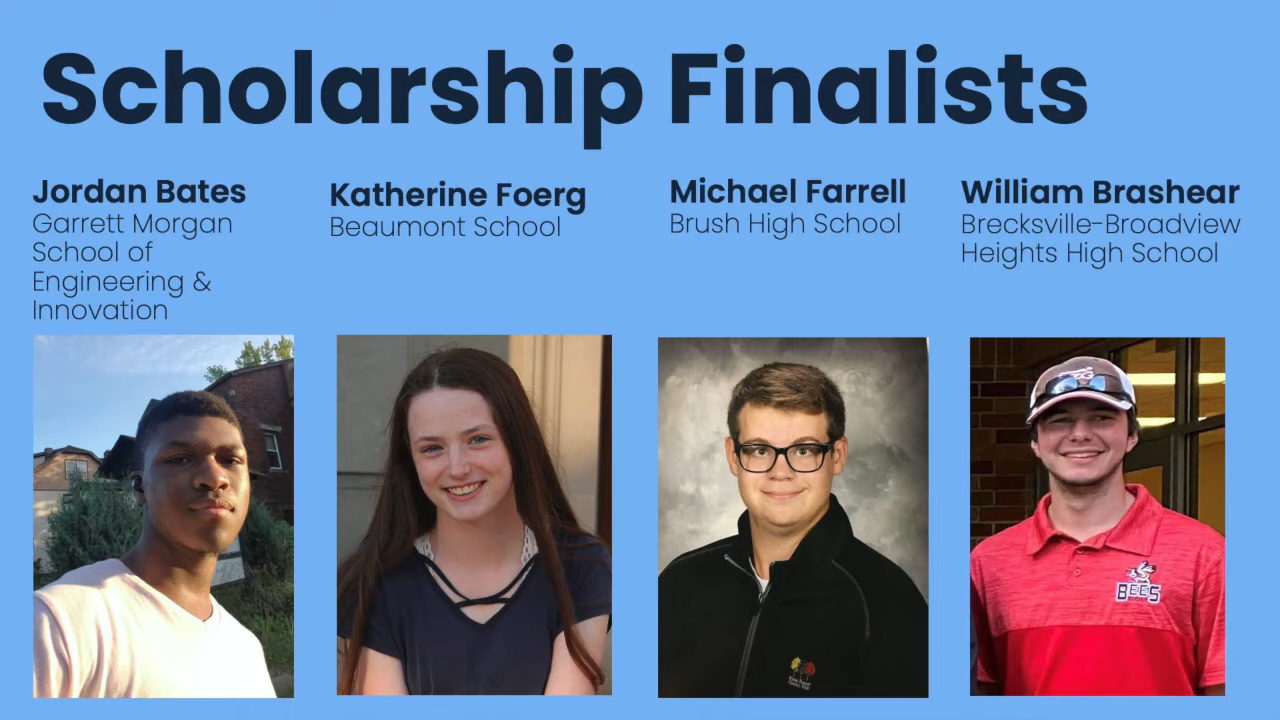 Scholarship Finalists
Jordan Bates
Garrett Morgan
School of
Engineering &
Innovation
Katherine Foerg
Beaumont School
Michael Farrell
Brush High School
William Brashear
Brecksville-Broadview
Heights High School
BEES